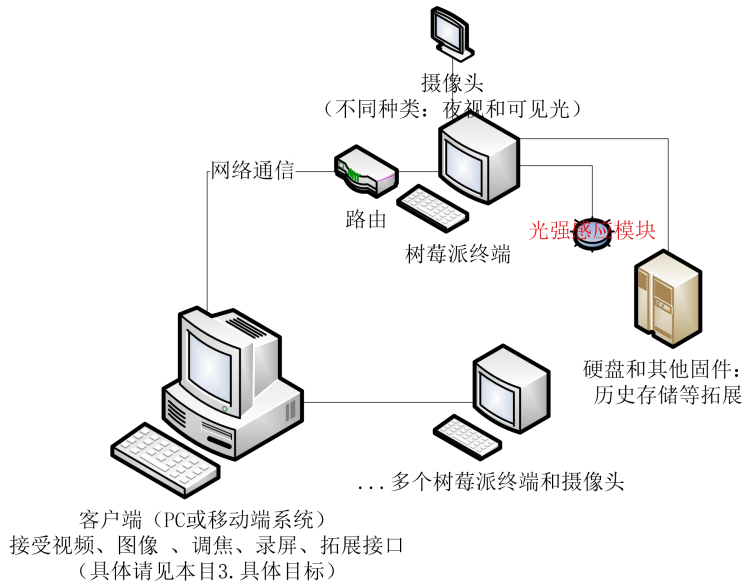 摄像头
(不同种类：夜视和可见光)
网络通信
路由
树莓派终端
光强感应模块
硬盘和其他固件：
历史存储等拓展
...多个树莓派终端和摄像头
客户端（PC或移动端系统）
接受视频、图像 、调焦、录屏、拓展接口
（具体请见本目3.具体目标）